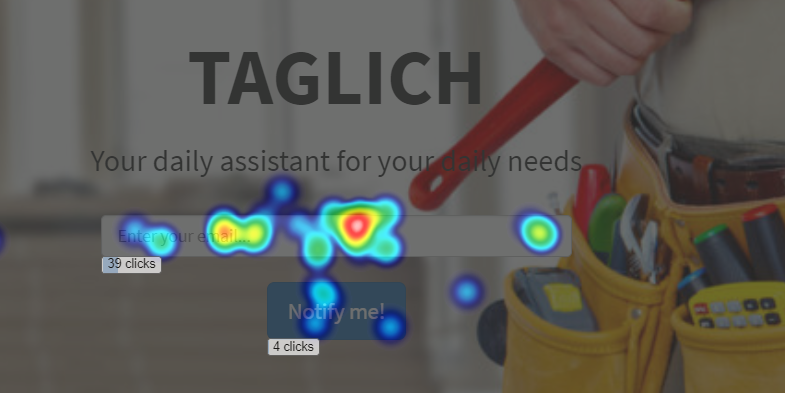 TAGLICH
Your daily assistant for your daily needs
Enter your email...
39 clicks
Notify me!
4 clicks